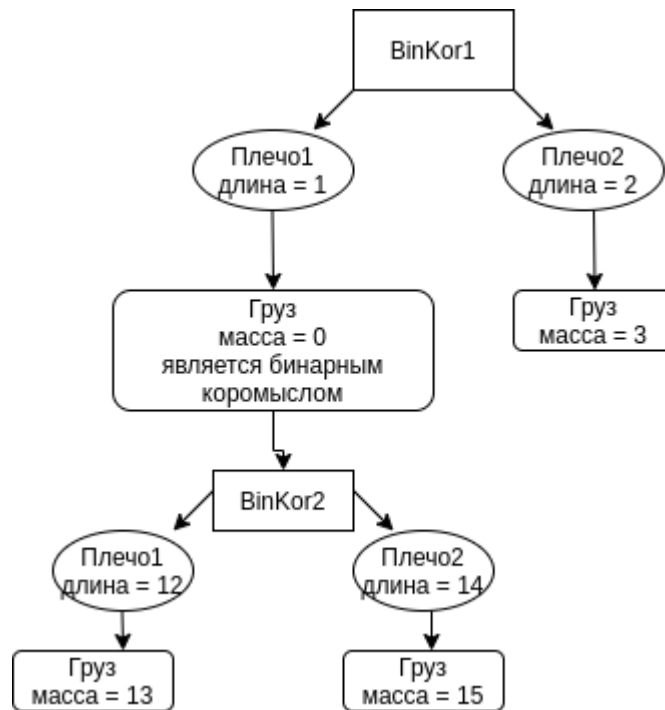 BinKor1
Плечо1
длина = 1
Плечо2
длина = 2
Груз
масса = 0
является бинарным
коромыслом
Груз
масса = 3
BinKor2
Плечо1
длина = 12
Плечо2
длина = 14
Груз
масса = 13
Груз
масса = 15